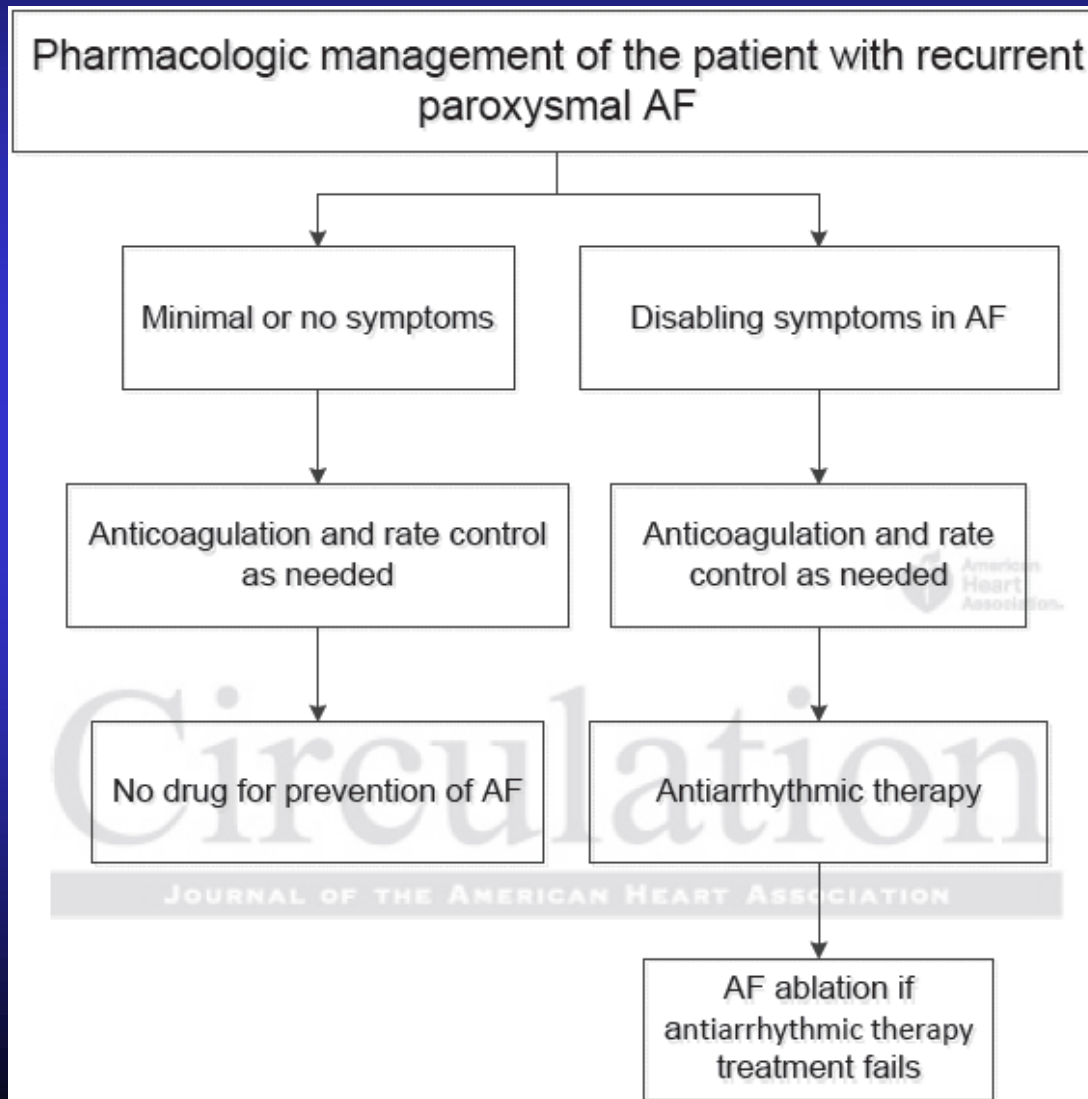 Pharmacologic management of the patient with recurrent
paroxysmal AF
Minimal or no symptoms
Disabling symptoms in AF
Anticoagulation and rate control
as needed
Anticoagulation and rate
control as needed
American
Heart
Association
No drug for prevention of AF
Antiarrhythmic therapy
Circulation
JOURNAL OF THE AMERICAN HEART ASSOCIATION
AF ablation if
antiarrhythmic therapy
treatment fails